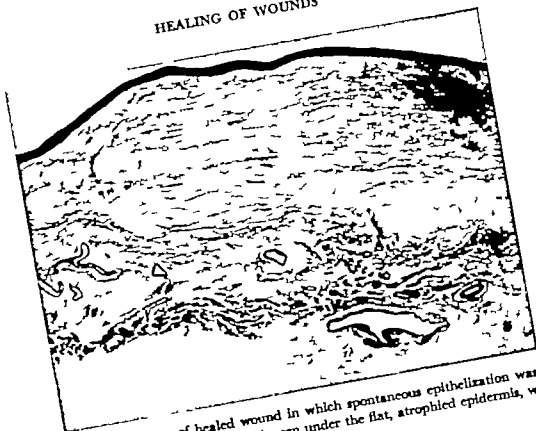 HEALING OF WOUNDS
of healed wound in which spontaneous epithelization was
under the flat, atrophied epidermis, w